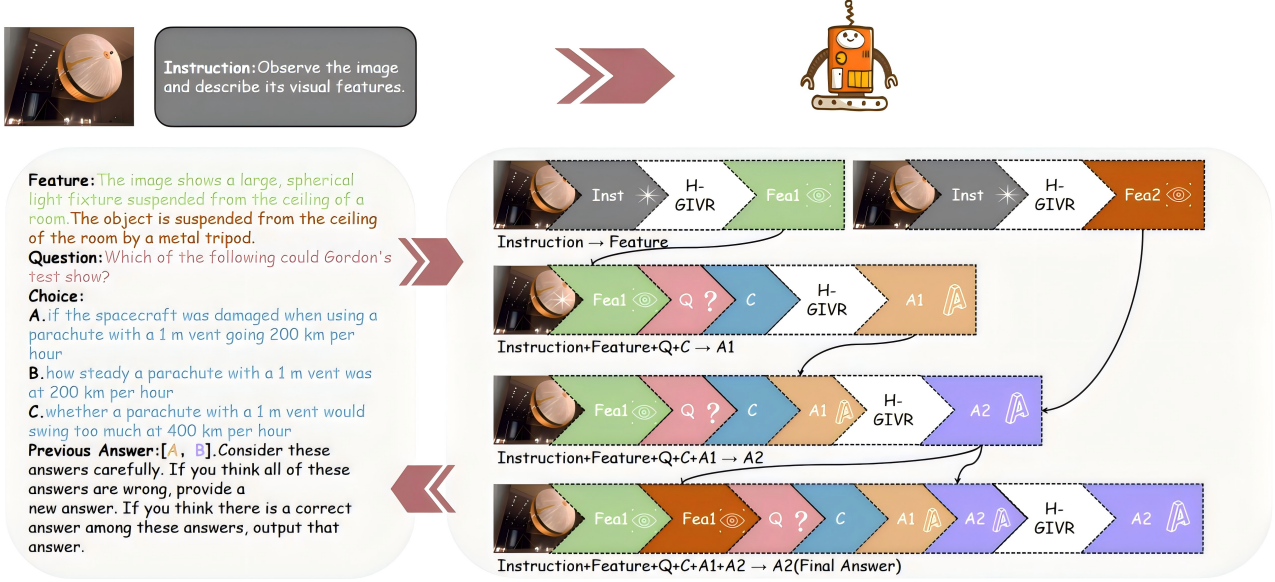 Instruction:Observe the image
and describe its visual features.
Feature:The image shows a large, spherical
light fixture suspended from the ceiling of a
room.The object is suspended from the ceiling
of the room by a metal tripod.
Question:Which of the following could Gordon's
test show?
Choice:
A.if the spacecraft was damaged when using a
parachute with a 1 m vent going 200 km per
hour
B.how steady a parachute with a 1 m vent was
at 200 km per hour
C.whether a parachute with a 1 m vent would
swing too much at 400 km per hour
Previous Answer:[A, B].Consider these
answers carefully. If you think all of these
answers are wrong, provide a
new answer. If you think there is a correct
answer among these answers, output that
answer.
Inst
H-
GIVR
Fea1
Inst
H-
GIVR
Fea2
Instruction → Feature
Fea1
Q ?
C
H-
GIVR
A1 A
Instruction+Feature+Q+C → A1
Fea1
Q ?
C
A1 A
H-
GIVR
A2 A
Instruction+Feature+Q+C+A1 → A2
Fea1
Fea1
Q ?
C
A1 A
A2 A
H-
GIVR
A2 A
Instruction+Feature+Q+C+A1+A2 → A2(Final Answer)